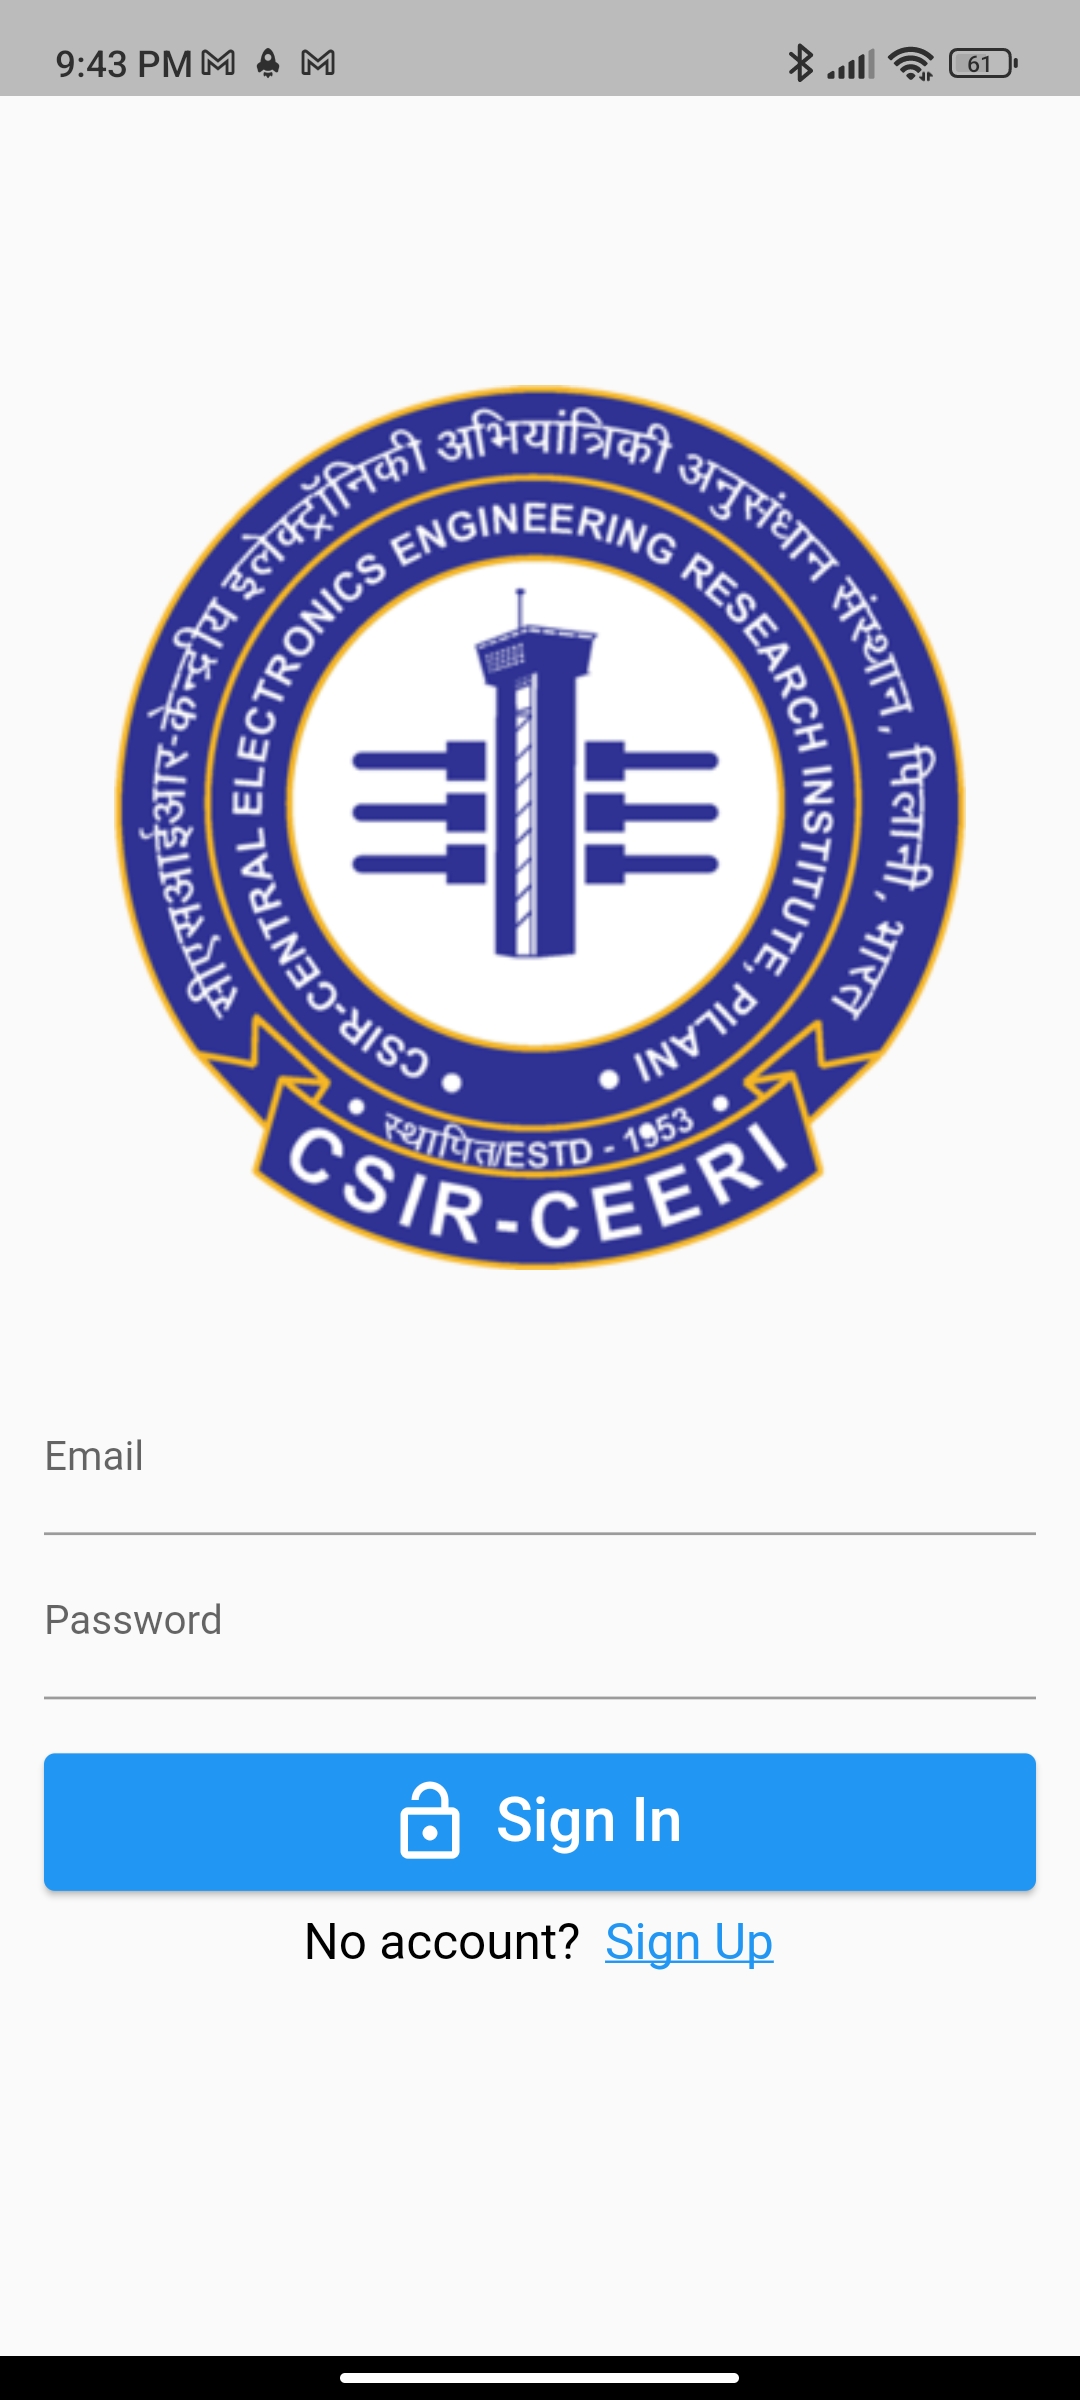 9:43 PM
61
सीएसआईआर-केन्द्रीय इलेक्ट्रॉनिकी अभियांत्रिकी अनुसंधान संस्थान, पिलानी, भारत
CSIR-CENTRAL ELECTRONICS ENGINEERING RESEARCH INSTITUTE, PILANI
स्थापित/ESTD - 1953
CSIR-CEERI
Email
Password
Sign In
No account? Sign Up